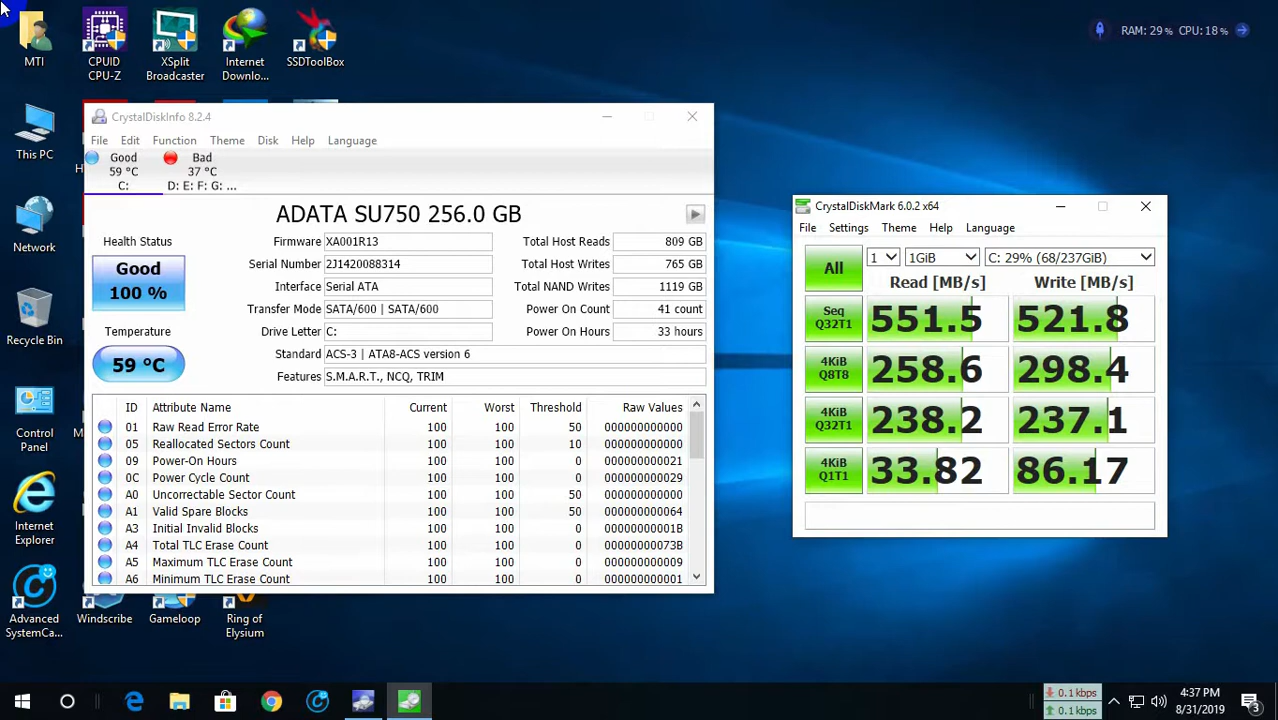 MTI
CPUID
CPU-Z
XSplit
Broadcaster
Internet
Downlo...
SSDToolBox
RAM: 29 % CPU: 18 %
This PC
Network
Recycle Bin
Control
Panel
Internet
Explorer
Advanced
SystemCa...
Windscribe
Gameloop
Ring of
Elysium
CrystalDiskInfo 8.2.4
File Edit Function Theme Disk Help Language
Good Bad
59 °C 37 °C
C: D: E: F: G: ...
ADATA SU750 256.0 GB
Health Status
Good
100 %
Temperature
59 °C
Firmware XA001R13 Total Host Reads 809 GB
Serial Number 2J1420088314 Total Host Writes 765 GB
Interface Serial ATA Total NAND Writes 1119 GB
Transfer Mode SATA/600 | SATA/600 Power On Count 41 count
Drive Letter C: Power On Hours 33 hours
Standard ACS-3 | ATA8-ACS version 6
Features S.M.A.R.T., NCQ, TRIM
ID Attribute Name Current Worst Threshold Raw Values
01 Raw Read Error Rate 100 100 50 000000000000
05 Reallocated Sectors Count 100 100 10 000000000000
09 Power-On Hours 100 100 0 000000000021
0C Power Cycle Count 100 100 0 000000000029
A0 Uncorrectable Sector Count 100 100 50 000000000000
A1 Valid Spare Blocks 100 100 50 000000000064
A3 Initial Invalid Blocks 100 100 0 00000000001B
A4 Total TLC Erase Count 100 100 0 00000000073B
A5 Maximum TLC Erase Count 100 100 0 000000000009
A6 Minimum TLC Erase Count 100 100 0 000000000001
CrystalDiskMark 6.0.2 x64
File Settings Theme Help Language
All 1 1GiB C: 29% (68/237GiB)
Read [MB/s] Write [MB/s]
Seq
Q32T1 551.5 521.8
4KiB
Q8T8 258.6 298.4
4KiB
Q32T1 238.2 237.1
4KiB
Q1T1 33.82 86.17
0.1 kbps
0.1 kbps
4:37 PM
8/31/2019
3